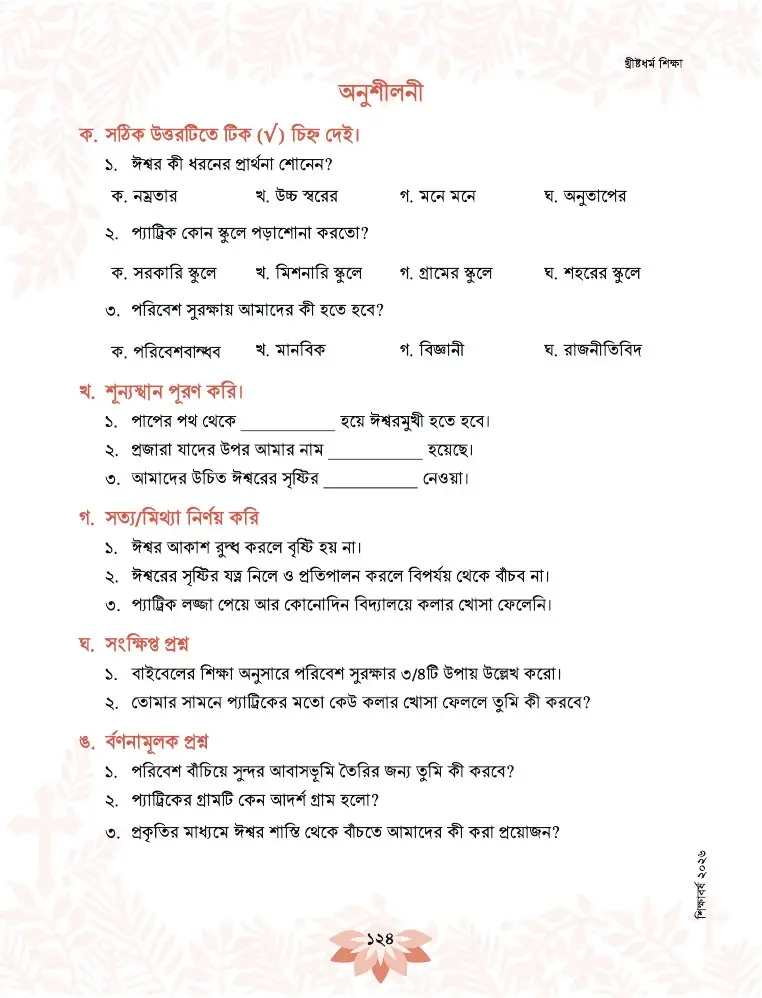 খ্রীষ্টধর্ম শিক্ষা
অনুশীলনী
ক. সঠিক উত্তরটিতে টিক (√) চিহ্ন দেই।
১. ঈশ্বর কী ধরনের প্রার্থনা শোনেন?
ক. নম্রতার খ. উচ্চ স্বরের গ. মনে মনে ঘ. অনুতাপের
২. প্যাট্রিক কোন স্কুলে পড়াশোনা করতো?
ক. সরকারি স্কুলে খ. মিশনারি স্কুলে গ. গ্রামের স্কুলে ঘ. শহরের স্কুলে
৩. পরিবেশ সুরক্ষায় আমাদের কী হতে হবে?
ক. পরিবেশবান্ধব খ. মানবিক গ. বিজ্ঞানী ঘ. রাজনীতিবিদ
খ. শূন্যস্থান পূরণ করি।
১. পাপের পথ থেকে ____________ হয়ে ঈশ্বরমুখী হতে হবে।
২. প্রজারা যাদের উপর আমার নাম ____________ হয়েছে।
৩. আমাদের উচিত ঈশ্বরের সৃষ্টির ____________ নেওয়া।
গ. সত্য/মিথ্যা নির্ণয় করি
১. ঈশ্বর আকাশ রুদ্ধ করলে বৃষ্টি হয় না।
২. ঈশ্বরের সৃষ্টির যত্ন নিলে ও প্রতিপালন করলে বিপর্যয় থেকে বাঁচব না।
৩. প্যাট্রিক লজ্জা পেয়ে আর কোনোদিন বিদ্যালয়ে কলার খোসা ফেলেনি।
ঘ. সংক্ষিপ্ত প্রশ্ন
১. বাইবেলের শিক্ষা অনুসারে পরিবেশ সুরক্ষার ৩/৪টি উপায় উল্লেখ করো।
২. তোমার সামনে প্যাট্রিকের মতো কেউ কলার খোসা ফেললে তুমি কী করবে?
ঙ. র্বণনামূলক প্রশ্ন
১. পরিবেশ বাঁচিয়ে সুন্দর আবাসভূমি তৈরির জন্য তুমি কী করবে?
২. প্যাট্রিকের গ্রামটি কেন আদর্শ গ্রাম হলো?
৩. প্রকৃতির মাধ্যমে ঈশ্বর শাস্তি থেকে বাঁচতে আমাদের কী করা প্রয়োজন?
শিক্ষাবর্ষ ২০২৬
১২৪